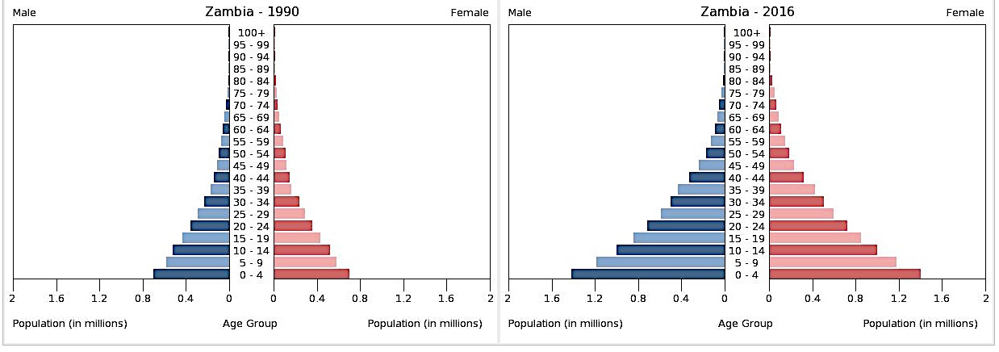 Male Zambia - 1990 Female
100+
95 - 99
90 - 94
85 - 89
80 - 84
75 - 79
70 - 74
65 - 69
60 - 64
55 - 59
50 - 54
45 - 49
40 - 44
35 - 39
30 - 34
25 - 29
20 - 24
15 - 19
10 - 14
5 - 9
0 - 4
2 1.6 1.2 0.8 0.4 0 0 0.4 0.8 1.2 1.6 2
Population (in millions) Age Group Population (in millions)
Male Zambia - 2016 Female
100+
95 - 99
90 - 94
85 - 89
80 - 84
75 - 79
70 - 74
65 - 69
60 - 64
55 - 59
50 - 54
45 - 49
40 - 44
35 - 39
30 - 34
25 - 29
20 - 24
15 - 19
10 - 14
5 - 9
0 - 4
2 1.6 1.2 0.8 0.4 0 0 0.4 0.8 1.2 1.6 2
Population (in millions) Age Group Population (in millions)